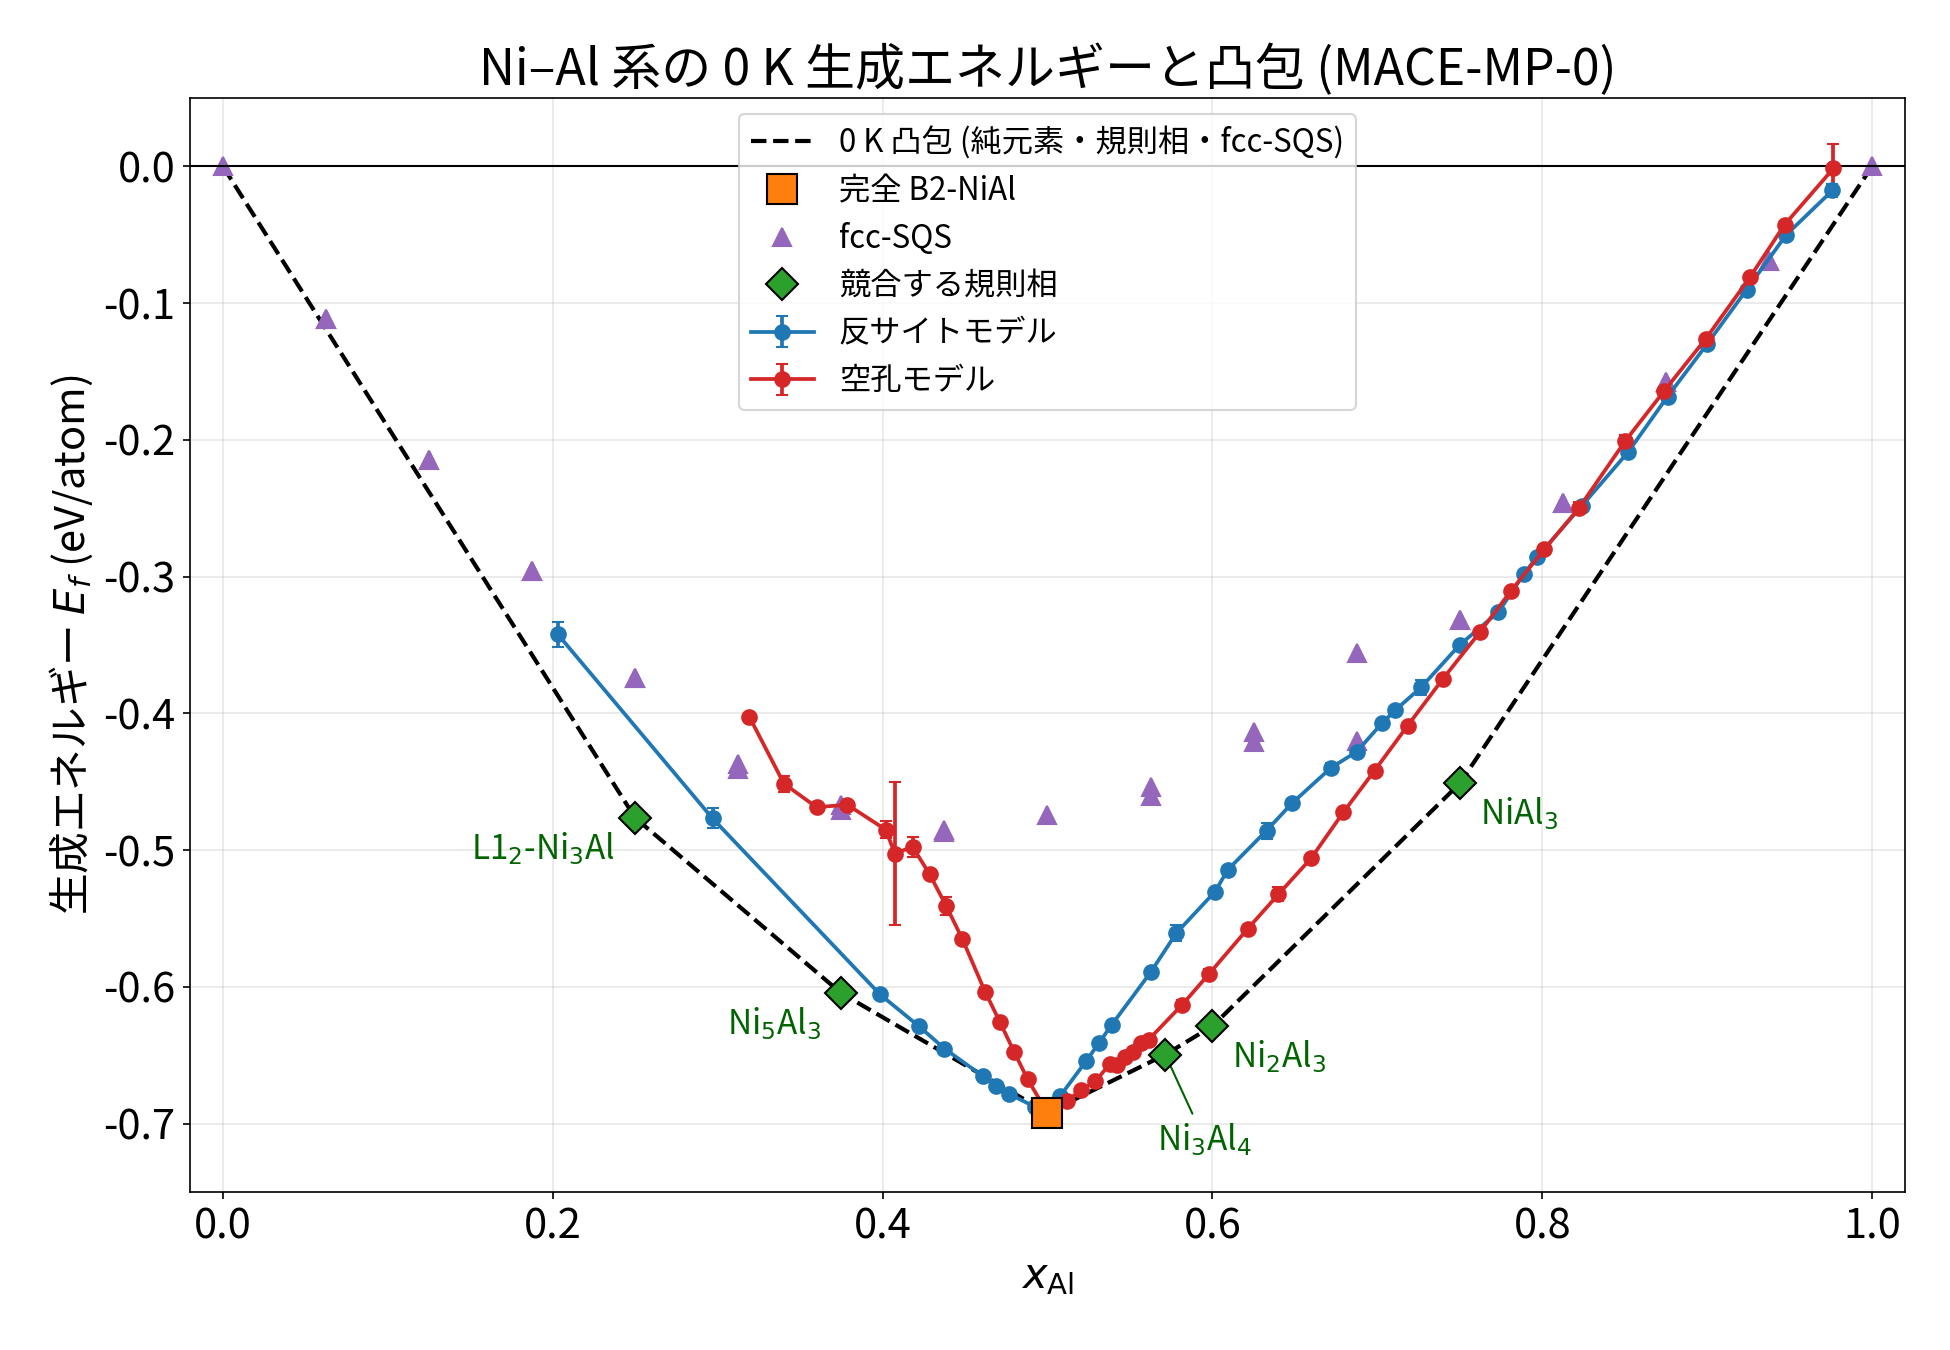 Ni–Al 系の 0 K 生成エネルギーと凸包 (MACE-MP-0)
0 K 凸包 (純元素・規則相・fcc-SQS)
完全 B2-NiAl
fcc-SQS
競合する規則相
反サイトモデル
空孔モデル
生成エネルギー E_f (eV/atom)
0.0
-0.1
-0.2
-0.3
-0.4
-0.5
-0.6
-0.7
L1₂-Ni₃Al
Ni₅Al₃
NiAl₃
Ni₂Al₃
Ni₃Al₄
0.0 0.2 0.4 0.6 0.8 1.0
x_Al